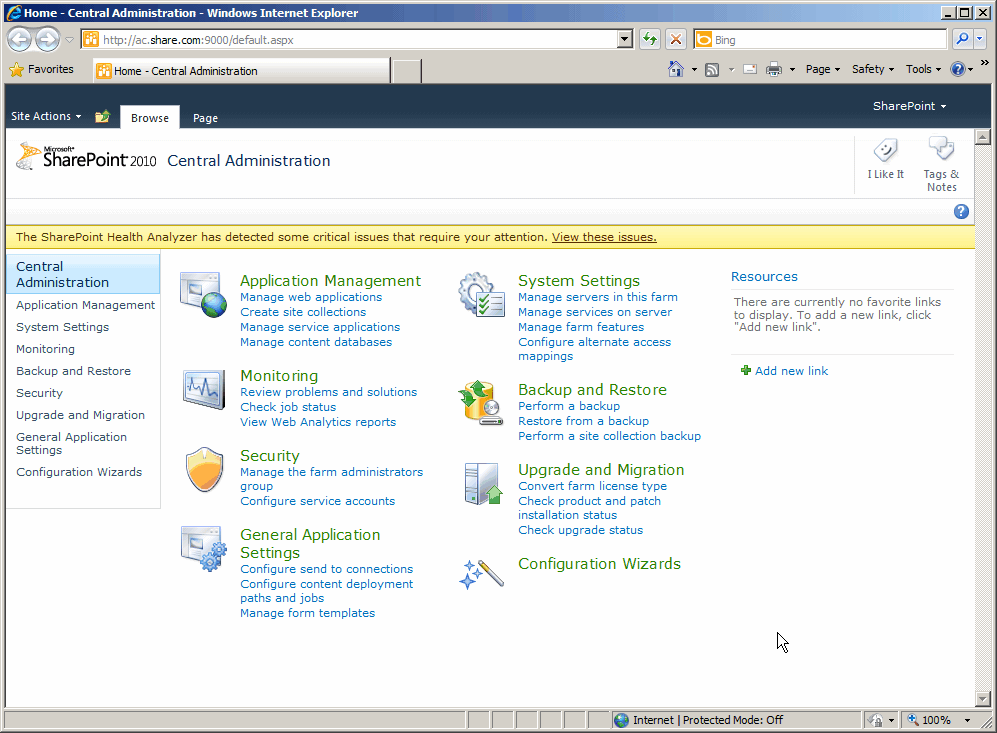 Home - Central Administration - Windows Internet Explorer
http://ac.share.com:9000/default.aspx
Bing
Favorites
Home - Central Administration
Page
Safety
Tools
Site Actions
Browse
Page
SharePoint
Microsoft
SharePoint 2010
Central Administration
I Like It
Tags &
Notes
The SharePoint Health Analyzer has detected some critical issues that require your attention. View these issues.
Central
Administration
Application Management
System Settings
Monitoring
Backup and Restore
Security
Upgrade and Migration
General Application
Settings
Configuration Wizards
Application Management
Manage web applications
Create site collections
Manage service applications
Manage content databases
Monitoring
Review problems and solutions
Check job status
View Web Analytics reports
Security
Manage the farm administrators
group
Configure service accounts
General Application
Settings
Configure send to connections
Configure content deployment
paths and jobs
Manage form templates
System Settings
Manage servers in this farm
Manage services on server
Manage farm features
Configure alternate access
mappings
Backup and Restore
Perform a backup
Restore from a backup
Perform a site collection backup
Upgrade and Migration
Convert farm license type
Check product and patch
installation status
Check upgrade status
Configuration Wizards
Resources
There are currently no favorite links
to display. To add a new link, click
"Add new link".
Add new link
Internet | Protected Mode: Off
100%